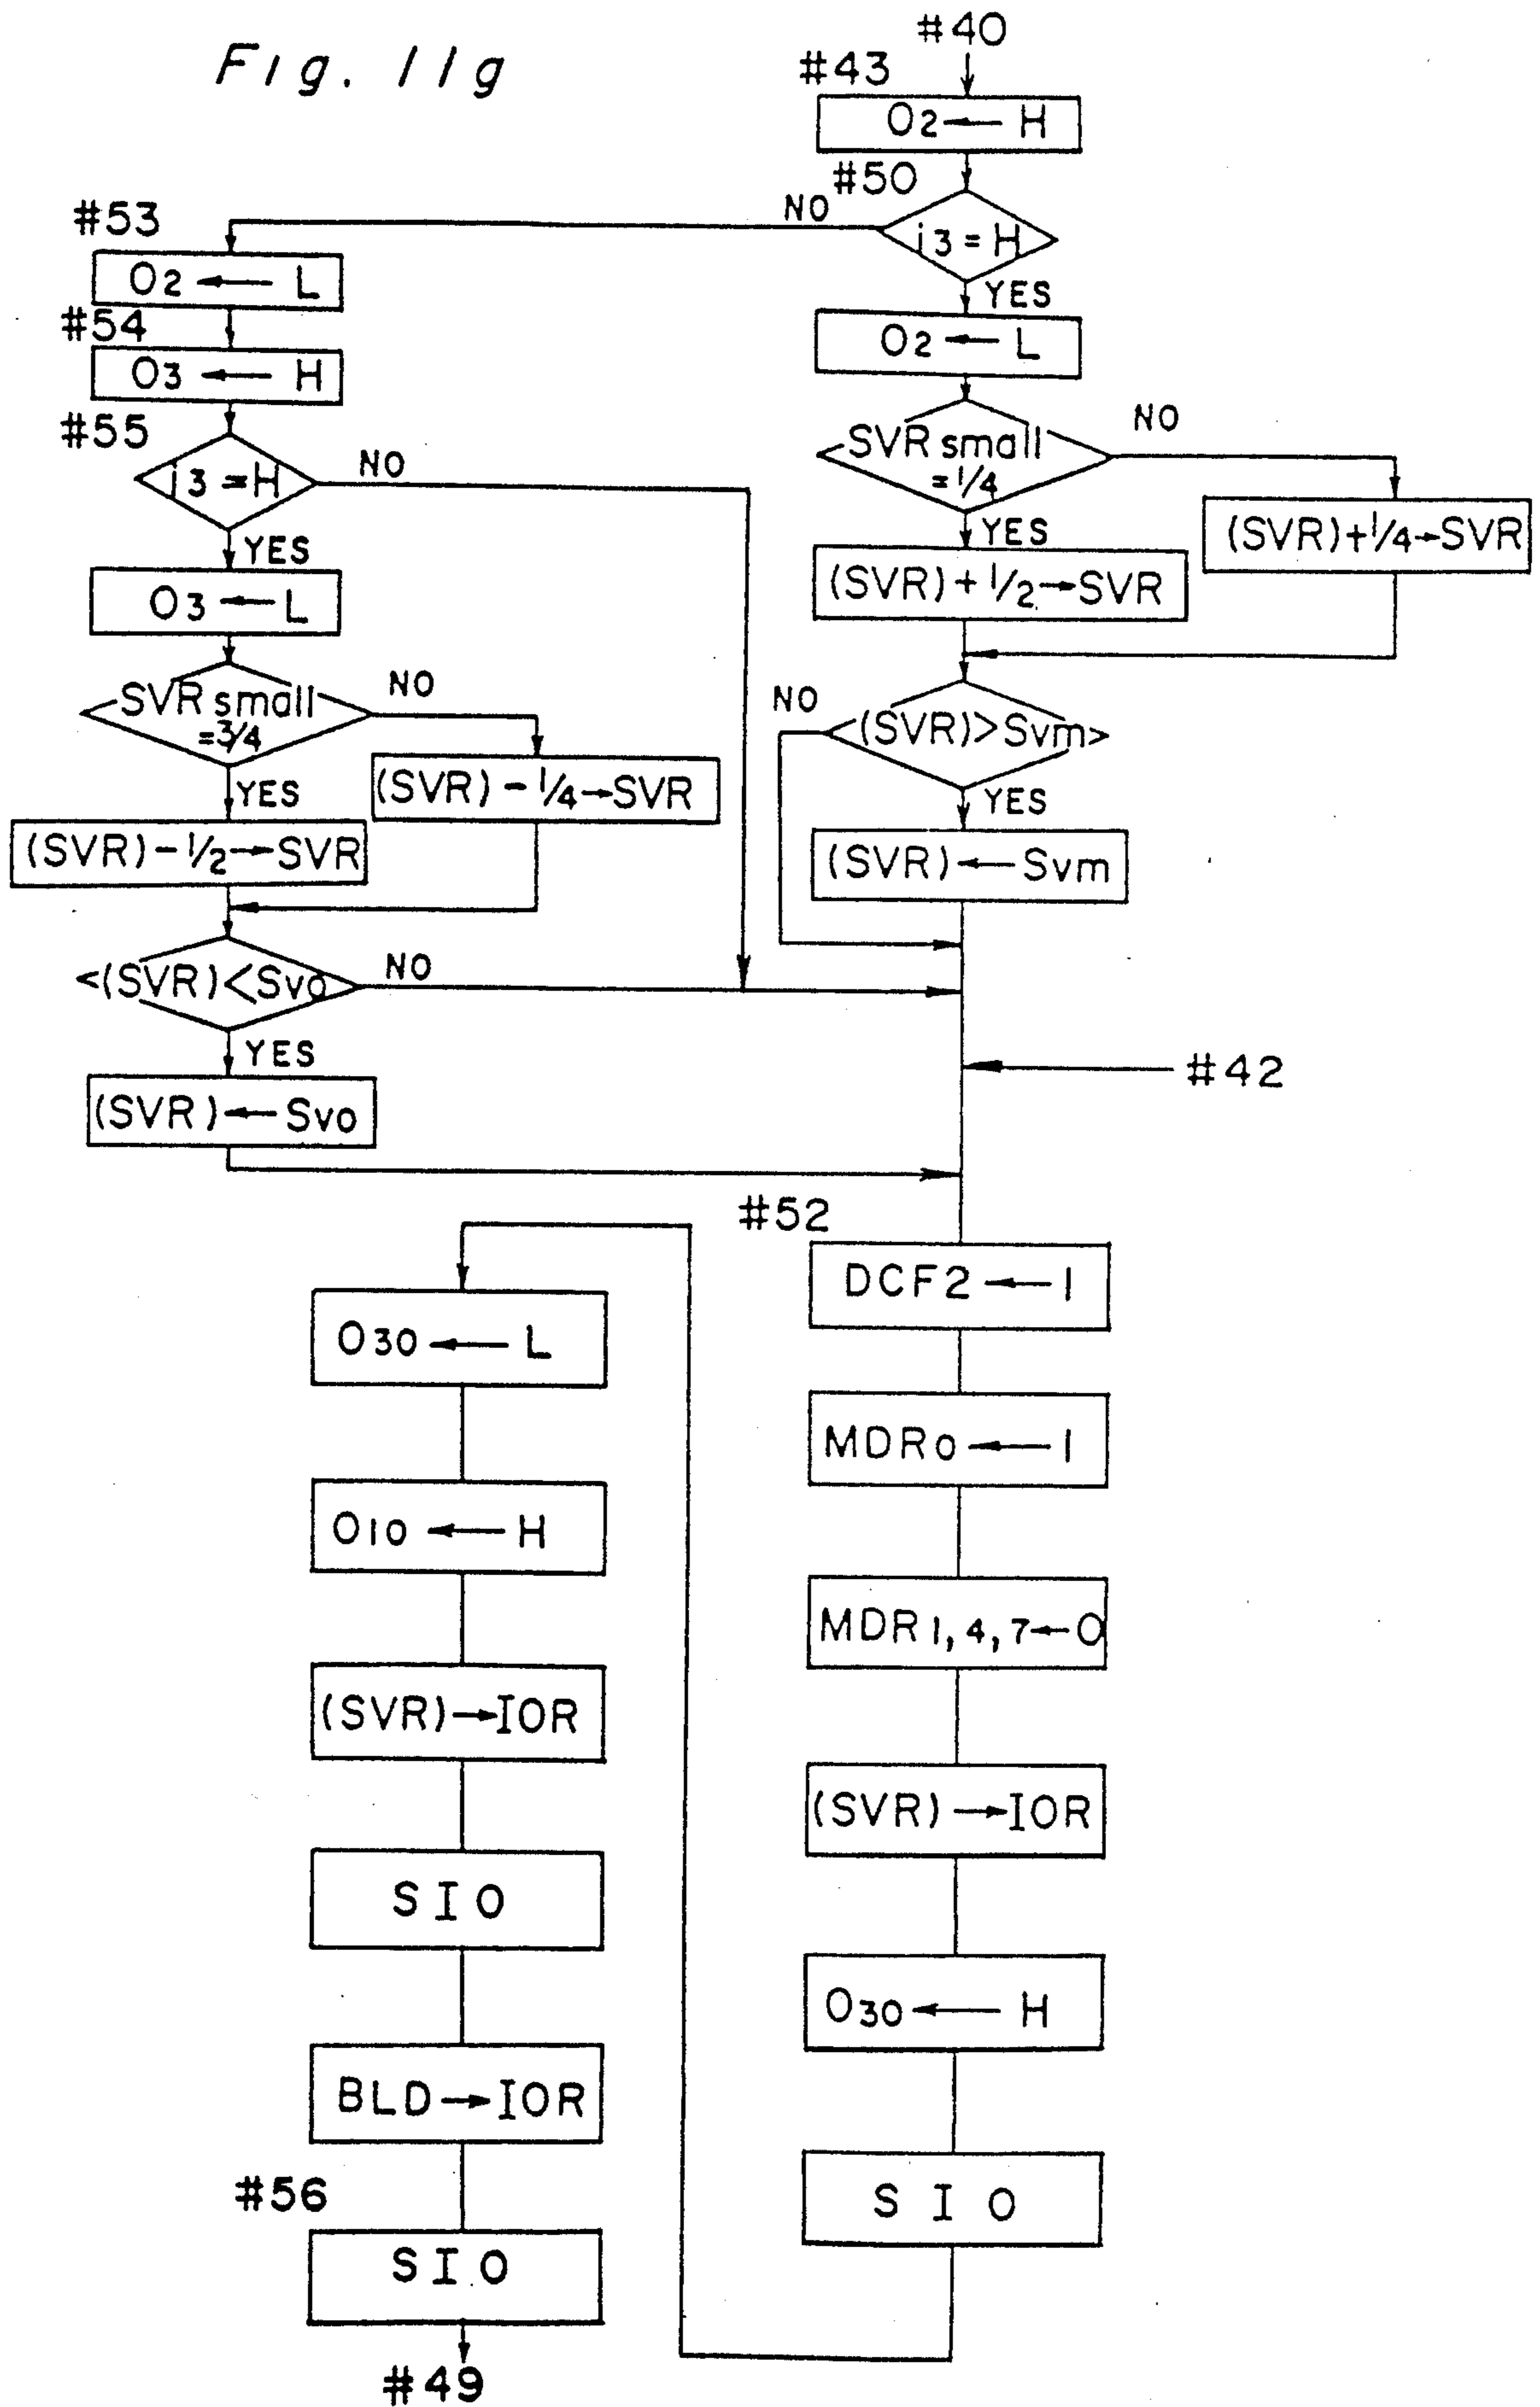 Fig. 11g
#40
#43
O2 ← H
#50
i3 = H
NO
YES
O2 ← L
SVR small
= 1/4
NO
(SVR) + 1/4 → SVR
YES
(SVR) + 1/2 → SVR
(SVR) > Svm >
NO
YES
(SVR) ← Svm
#53
O2 ← L
#54
O3 ← H
#55
i3 = H
NO
YES
O3 ← L
SVR small
= 3/4
NO
(SVR) - 1/4 → SVR
YES
(SVR) - 1/2 → SVR
< (SVR) < Svo
NO
YES
(SVR) ← Svo
#42
#52
DCF2 ← 1
MDR0 ← 1
MDR1, 4, 7 ← 0
(SVR) → IOR
O30 ← H
SIO
O30 ← L
O10 ← H
(SVR) → IOR
SIO
BLD → IOR
#56
SIO
#49